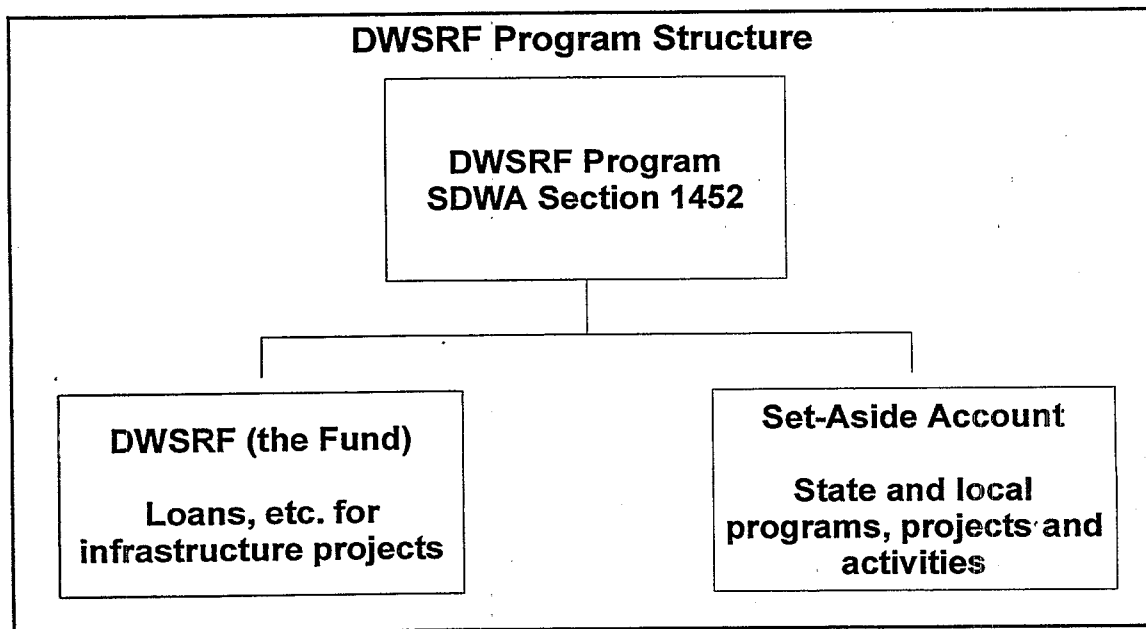 DWSRF Program Structure
DWSRF Program
SDWA Section 1452
DWSRF (the Fund)
Loans, etc. for
infrastructure projects
Set-Aside Account
State and local
programs, projects and
activities